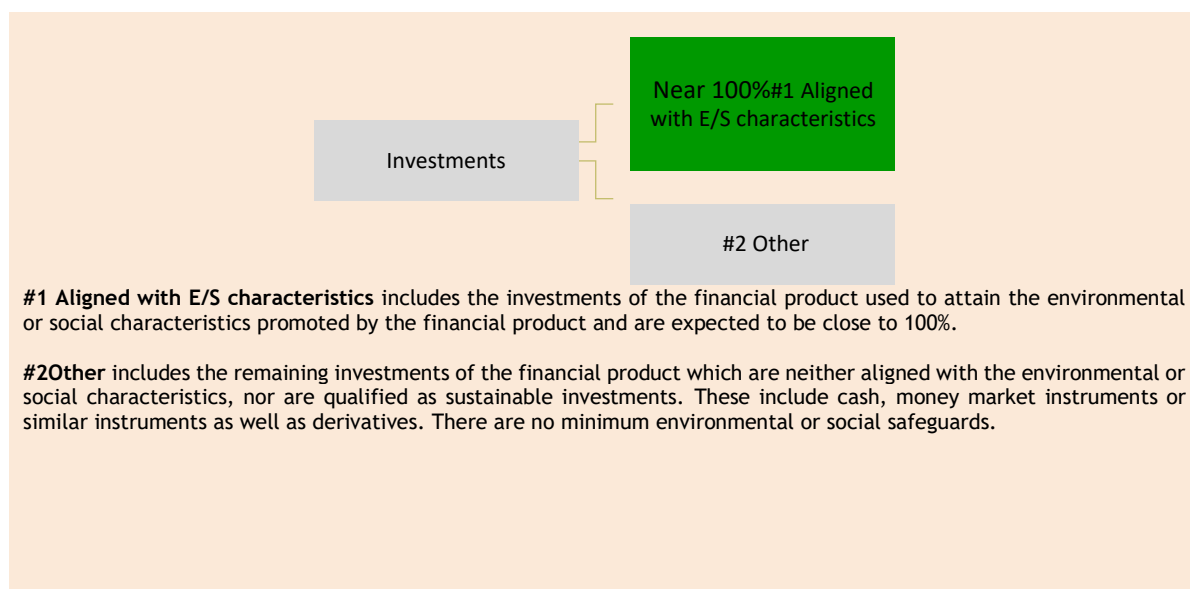 Near 100%#1 Aligned
with E/S characteristics
Investments
#2 Other
#1 Aligned with E/S characteristics includes the investments of the financial product used to attain the environmental
or social characteristics promoted by the financial product and are expected to be close to 100%.
#2Other includes the remaining investments of the financial product which are neither aligned with the environmental or
social characteristics, nor are qualified as sustainable investments. These include cash, money market instruments or
similar instruments as well as derivatives. There are no minimum environmental or social safeguards.